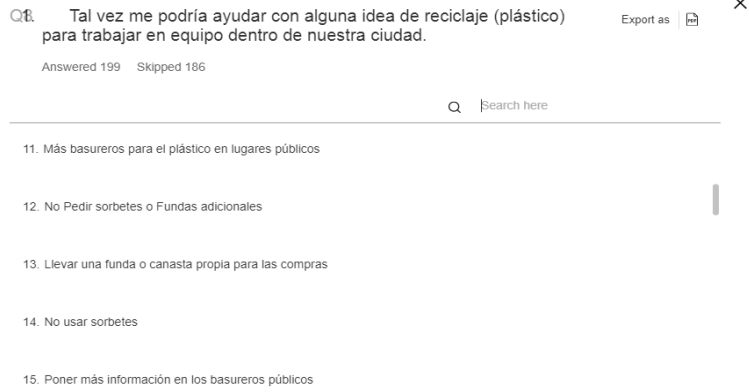 1. Tal vez me podría ayudar con alguna idea de reciclaje (plástico)
para trabajar en equipo dentro de nuestra ciudad.
Export as
PDF
Answered 199 Skipped 186
Search here
11. Más basureros para el plástico en lugares públicos
12. No Pedir sorbetes o Fundas adicionales
13. Llevar una funda o canasta propia para las compras
14. No usar sorbetes
15. Poner más información en los basureros públicos